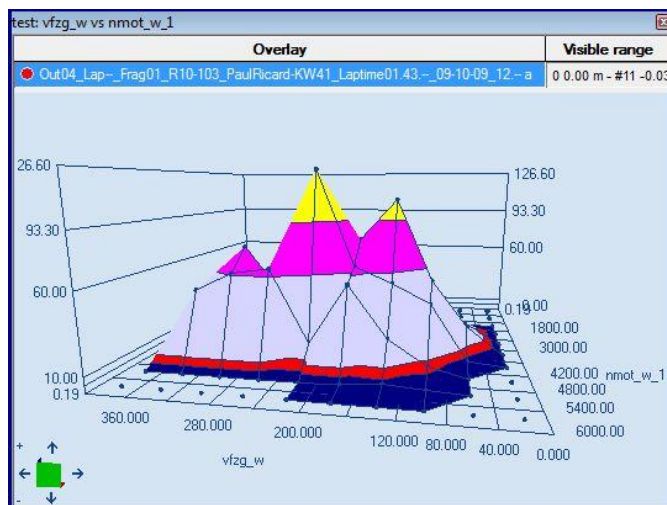 test: vfzg_w vs nmot_w_1
Overlay Visible range
Out04_Lap--_Frag01_R10-103_PaulRicard-KW41_Laptime01.43.--_09-10-09_12.-- a 0 0.00 m - #11 -0.03
26.60 126.60
93.30 93.30
60.00 60.00
10.00 0.19 0.00
0.19 1800.00
3000.00
4200.00 nmot_w_1
4800.00
5400.00
6000.00
360.000 280.000 200.000 120.000 80.000 40.000 0.000
vfzg_w
+
-